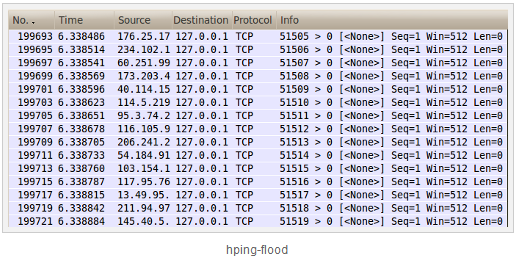 No. . Time Source Destination Protocol Info
199693 6.338486 176.25.17 127.0.0.1 TCP 51505 > 0 [<None>] Seq=1 Win=512 Len=0
199695 6.338514 234.102.1 127.0.0.1 TCP 51506 > 0 [<None>] Seq=1 Win=512 Len=0
199697 6.338541 60.251.99 127.0.0.1 TCP 51507 > 0 [<None>] Seq=1 Win=512 Len=0
199699 6.338569 173.203.4 127.0.0.1 TCP 51508 > 0 [<None>] Seq=1 Win=512 Len=0
199701 6.338596 40.114.15 127.0.0.1 TCP 51509 > 0 [<None>] Seq=1 Win=512 Len=0
199703 6.338623 114.5.219 127.0.0.1 TCP 51510 > 0 [<None>] Seq=1 Win=512 Len=0
199705 6.338651 95.3.74.2 127.0.0.1 TCP 51511 > 0 [<None>] Seq=1 Win=512 Len=0
199707 6.338678 116.105.9 127.0.0.1 TCP 51512 > 0 [<None>] Seq=1 Win=512 Len=0
199709 6.338705 206.241.2 127.0.0.1 TCP 51513 > 0 [<None>] Seq=1 Win=512 Len=0
199711 6.338733 54.184.91 127.0.0.1 TCP 51514 > 0 [<None>] Seq=1 Win=512 Len=0
199713 6.338760 103.154.1 127.0.0.1 TCP 51515 > 0 [<None>] Seq=1 Win=512 Len=0
199715 6.338787 117.95.76 127.0.0.1 TCP 51516 > 0 [<None>] Seq=1 Win=512 Len=0
199717 6.338815 13.49.95. 127.0.0.1 TCP 51517 > 0 [<None>] Seq=1 Win=512 Len=0
199719 6.338842 211.94.97 127.0.0.1 TCP 51518 > 0 [<None>] Seq=1 Win=512 Len=0
199721 6.338884 145.40.5. 127.0.0.1 TCP 51519 > 0 [<None>] Seq=1 Win=512 Len=0
hping-flood